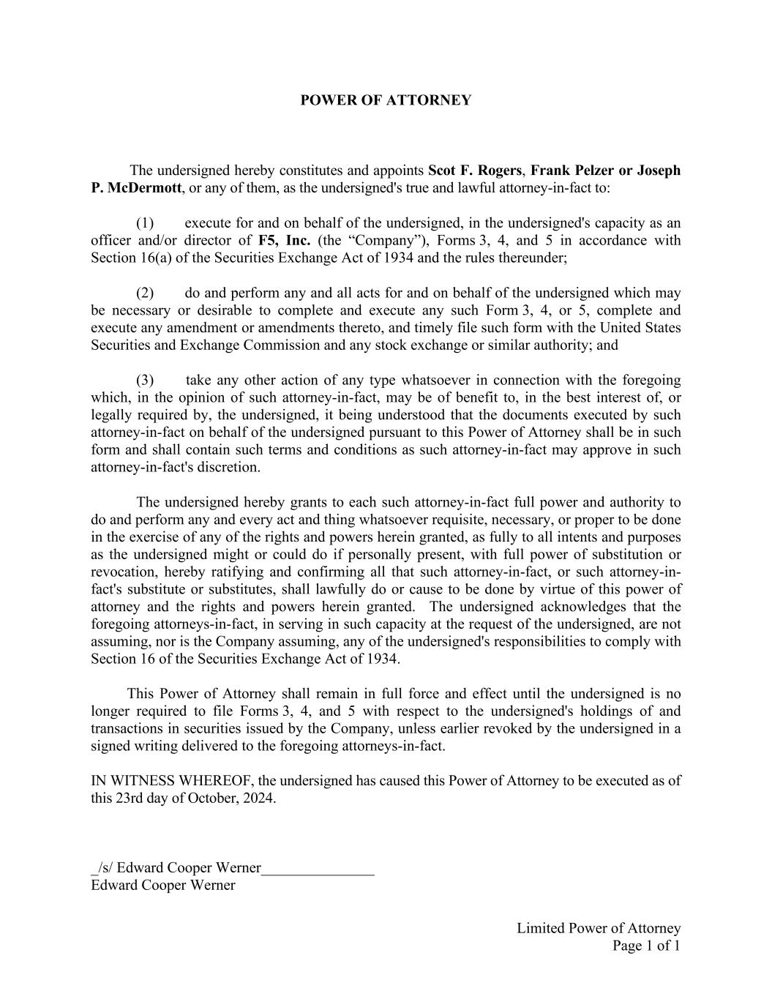 POWER OF ATTORNEY
The undersigned hereby constitutes and appoints Scot F. Rogers, Frank Pelzer or Joseph
P. McDermott, or any of them, as the undersigned's true and lawful attorney-in-fact to:
(1) execute for and on behalf of the undersigned, in the undersigned's capacity as an
officer and/or director of F5, Inc. (the “Company”), Forms 3, 4, and 5 in accordance with
Section 16(a) of the Securities Exchange Act of 1934 and the rules thereunder;
(2) do and perform any and all acts for and on behalf of the undersigned which may
be necessary or desirable to complete and execute any such Form 3, 4, or 5, complete and
execute any amendment or amendments thereto, and timely file such form with the United States
Securities and Exchange Commission and any stock exchange or similar authority; and
(3) take any other action of any type whatsoever in connection with the foregoing
which, in the opinion of such attorney-in-fact, may be of benefit to, in the best interest of, or
legally required by, the undersigned, it being understood that the documents executed by such
attorney-in-fact on behalf of the undersigned pursuant to this Power of Attorney shall be in such
form and shall contain such terms and conditions as such attorney-in-fact may approve in such
attorney-in-fact's discretion.
The undersigned hereby grants to each such attorney-in-fact full power and authority to
do and perform any and every act and thing whatsoever requisite, necessary, or proper to be done
in the exercise of any of the rights and powers herein granted, as fully to all intents and purposes
as the undersigned might or could do if personally present, with full power of substitution or
revocation, hereby ratifying and confirming all that such attorney-in-fact, or such attorney-in-
fact's substitute or substitutes, shall lawfully do or cause to be done by virtue of this power of
attorney and the rights and powers herein granted. The undersigned acknowledges that the
foregoing attorneys-in-fact, in serving in such capacity at the request of the undersigned, are not
assuming, nor is the Company assuming, any of the undersigned's responsibilities to comply with
Section 16 of the Securities Exchange Act of 1934.
This Power of Attorney shall remain in full force and effect until the undersigned is no
longer required to file Forms 3, 4, and 5 with respect to the undersigned's holdings of and
transactions in securities issued by the Company, unless earlier revoked by the undersigned in a
signed writing delivered to the foregoing attorneys-in-fact.
IN WITNESS WHEREOF, the undersigned has caused this Power of Attorney to be executed as of
this 23rd day of October, 2024.
_/s/ Edward Cooper Werner_______________
Edward Cooper Werner
Limited Power of Attorney
Page 1 of 1